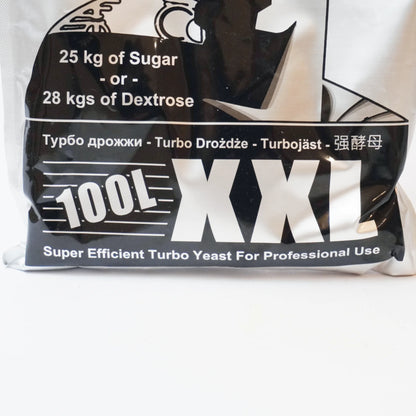 25 kg of Sugar
- or -
28 kgs of Dextrose
Турбо дрожжи - Turbo Drożdże - Turbojäst - 强酵母
100L XXL
Super Efficient Turbo Yeast For Professional Use